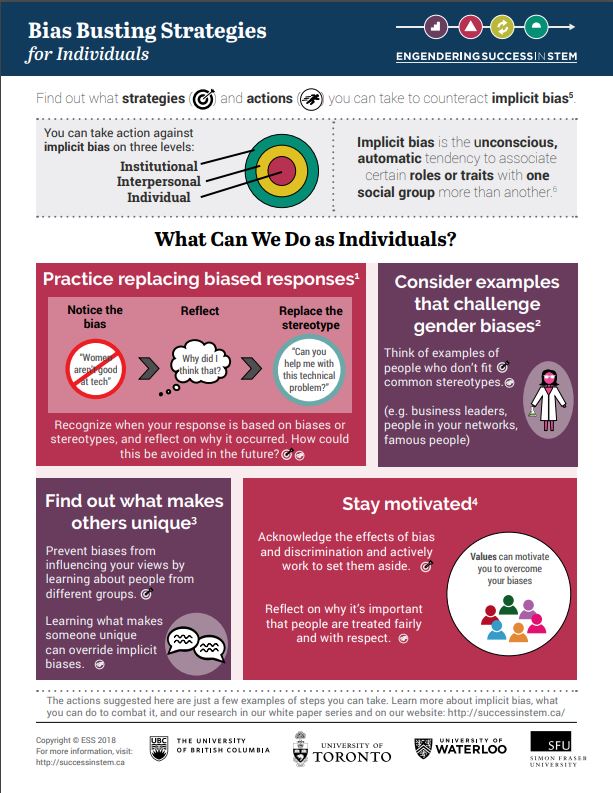 Bias Busting Strategies
for Individuals
ENGENDERINGSUCCESSINSTEM
Find out what strategies ( ) and actions ( ) you can take to counteract implicit bias⁵.
You can take action against
implicit bias on three levels:
Institutional
Interpersonal
Individual
Implicit bias is the unconscious,
automatic tendency to associate
certain roles or traits with one
social group more than another.⁶
What Can We Do as Individuals?
Practice replacing biased responses¹
Notice the
bias
Reflect
Replace the
stereotype
"Women
aren't good
at tech"
Why did I
think that?
"Can you
help me with
this technical
problem?"
Recognize when your response is based on biases or
stereotypes, and reflect on why it occurred. How could
this be avoided in the future?
Consider examples
that challenge
gender biases²
Think of examples of
people who don't fit
common stereotypes.
(e.g. business leaders,
people in your networks,
famous people)
Find out what makes
others unique³
Prevent biases from
influencing your views by
learning about people from
different groups.
Learning what makes
someone unique
can override implicit
biases.
Stay motivated⁴
Acknowledge the effects of bias
and discrimination and actively
work to set them aside.
Reflect on why it's important
that people are treated fairly
and with respect.
Values can motivate
you to overcome
your biases
The actions suggested here are just a few examples of steps you can take. Learn more about implicit bias, what
you can do to combat it, and our research in our white paper series and on our website: http://successinstem.ca/
Copyright © ESS 2018
For more information, visit:
http://successinstem.ca
UBC
THE UNIVERSITY
OF BRITISH COLUMBIA
UNIVERSITY OF
TORONTO
UNIVERSITY OF
WATERLOO
SFU
SIMON FRASER
UNIVERSITY